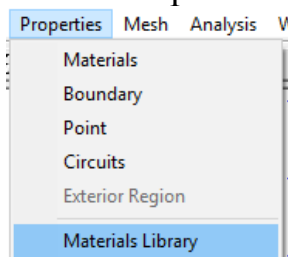 Properties Mesh Analysis
Materials
Boundary
Point
Circuits
Exterior Region
Materials Library